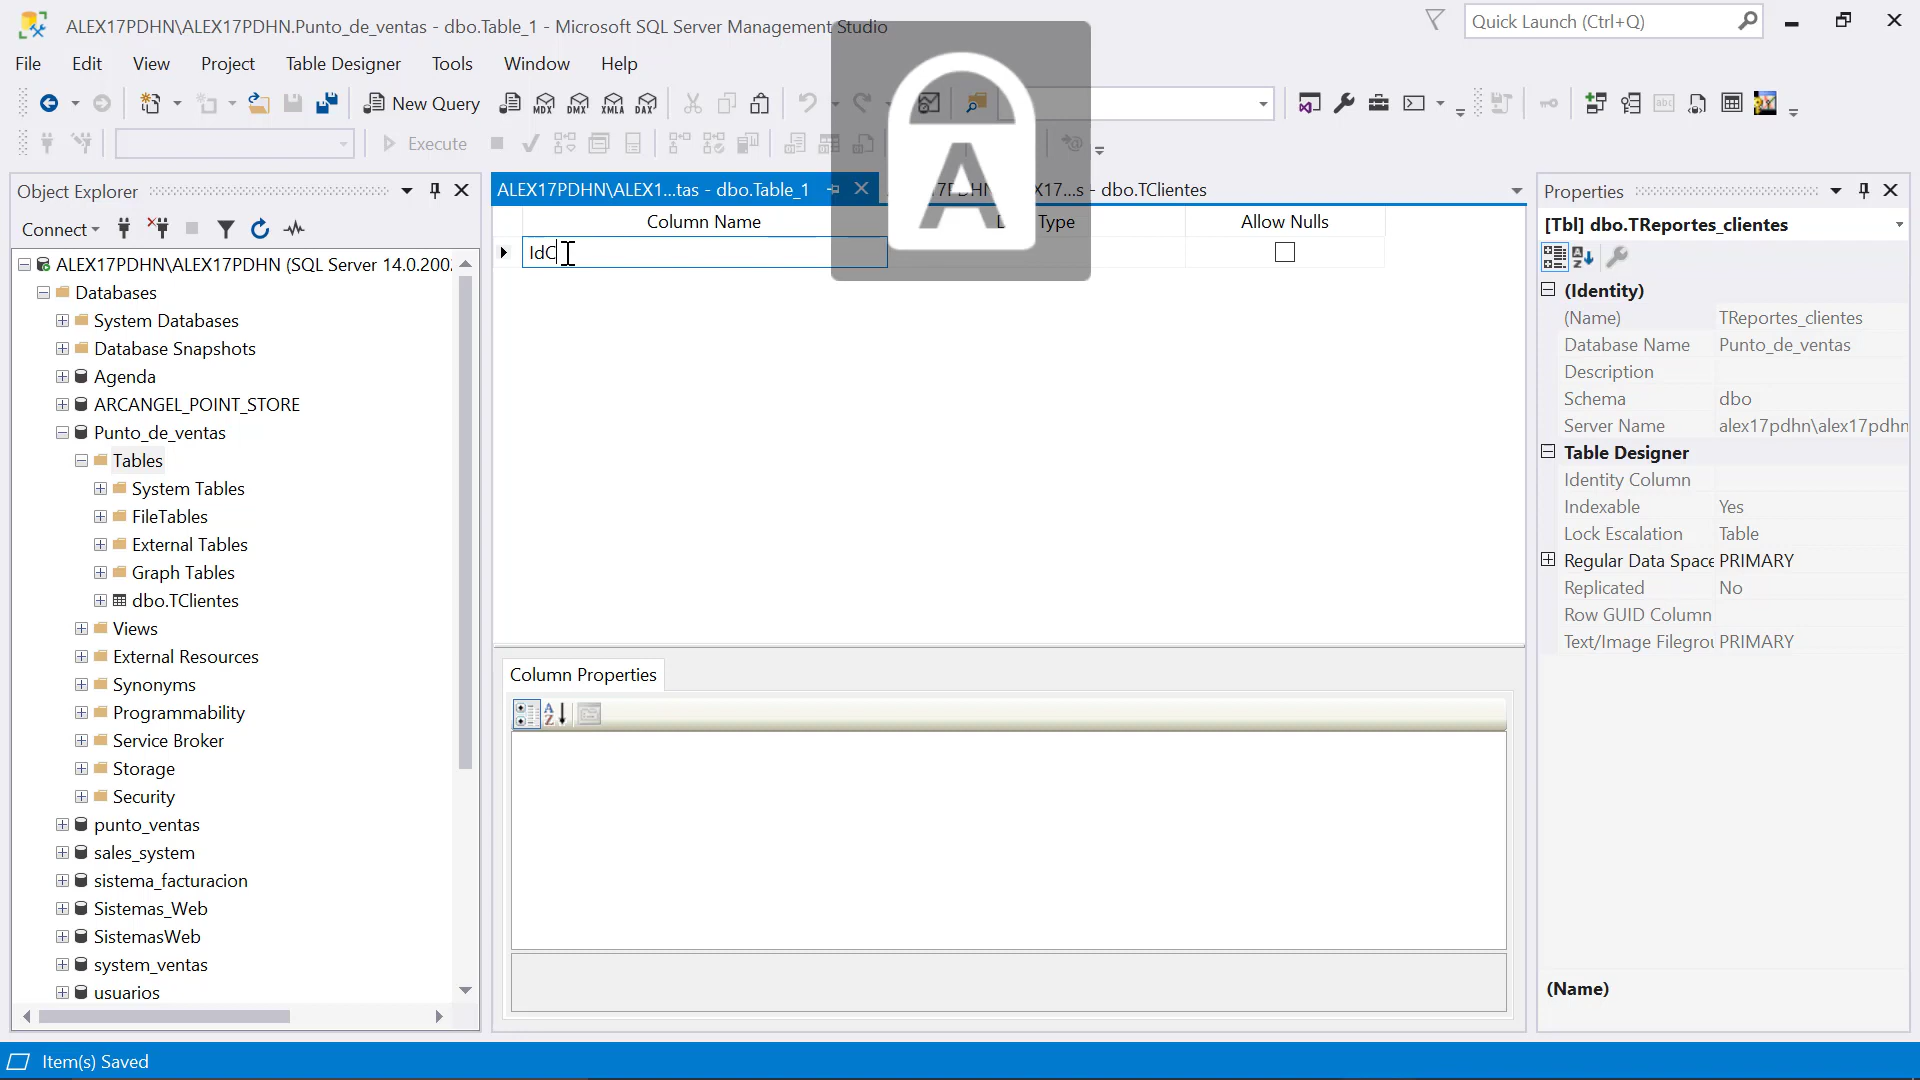 ALEX17PDHN\ALEX17PDHN.Punto_de_ventas - dbo.Table_1 - Microsoft SQL Server Management Studio
Quick Launch (Ctrl+Q)
File Edit View Project Table Designer Tools Window Help
New Query
MDX DMX XMLA DAX
Execute
A
Object Explorer
Connect
ALEX17PDHN\ALEX17PDHN (SQL Server 14.0.200
Databases
System Databases
Database Snapshots
Agenda
ARCANGEL_POINT_STORE
Punto_de_ventas
Tables
System Tables
FileTables
External Tables
Graph Tables
dbo.TClientes
Views
External Resources
Synonyms
Programmability
Service Broker
Storage
Security
punto_ventas
sales_system
sistema_facturacion
Sistemas_Web
SistemasWeb
system_ventas
usuarios
ALEX17PDHN\ALEX1...tas - dbo.Table_1
X17...s - dbo.TClientes
Column Name Type Allow Nulls
IdC
Column Properties
Properties
[Tbl] dbo.TReportes_clientes
(Identity)
(Name) TReportes_clientes
Database Name Punto_de_ventas
Description
Schema dbo
Server Name alex17pdhn\alex17pdhn
Table Designer
Identity Column
Indexable Yes
Lock Escalation Table
Regular Data Space PRIMARY
Replicated No
Row GUID Column
Text/Image Filegrou PRIMARY
(Name)
Item(s) Saved